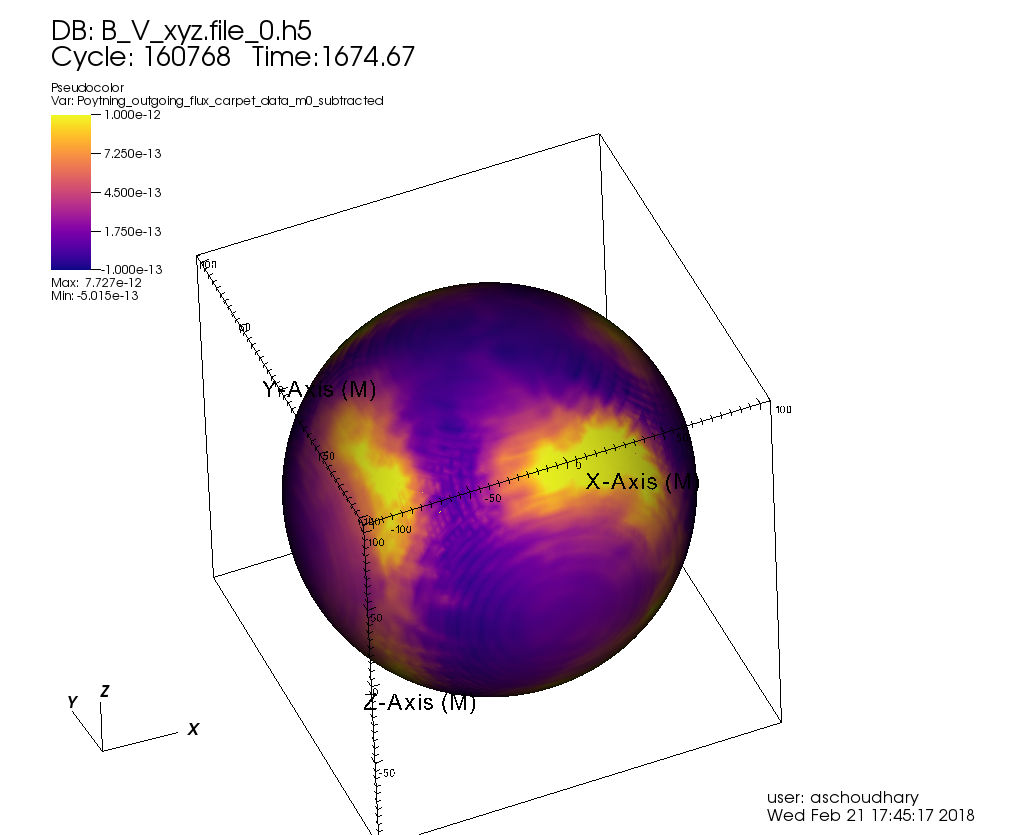 DB: B_V_xyz.file_0.h5
Cycle: 160768 Time:1674.67
Pseudocolor
Var: Poytning_outgoing_flux_carpet_data_m0_subtracted
1.000e-12
7.250e-13
4.500e-13
1.750e-13
-1.000e-13
Max: 7.727e-12
Min: -5.015e-13
Y-Axis (M)
100
50
0
-50
X-Axis (M)
-100
-50
0
50
100
Z-Axis (M)
100
50
0
-50
Y
Z
X
user: aschoudhary
Wed Feb 21 17:45:17 2018